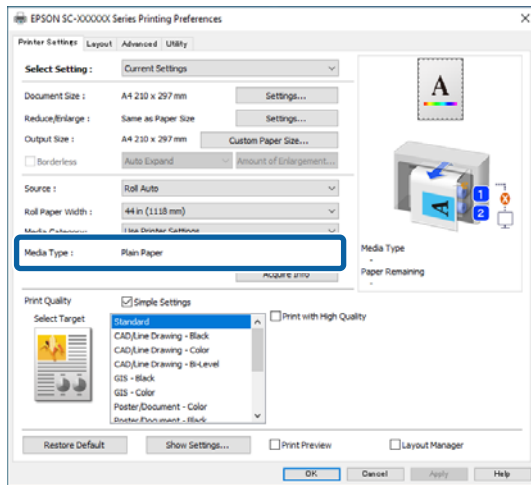 EPSON SC-XXXXXX Series Printing Preferences
Printer Settings Layout Advanced Utility
Select Setting : Current Settings
Document Size : A4 210 x 297 mm Settings...
Reduce/Enlarge : Same as Paper Size Settings...
Output Size : A4 210 x 297 mm Custom Paper Size...
Borderless Auto Expand Amount of Enlargement...
Source : Roll Auto
Roll Paper Width : 44 in (1118 mm)
Media Category: Use Printer Settings
Media Type : Plain Paper
Acquire Info
A
A
1
2
Media Type
-
Paper Remaining
-
Print Quality Simple Settings
Select Target
Standard
CAD/Line Drawing - Black
CAD/Line Drawing - Color
CAD/Line Drawing - Bi-Level
GIS - Black
GIS - Color
Poster/Document - Color
Poster/Document - Black
Print with High Quality
Restore Default Show Settings... Print Preview Layout Manager
OK Cancel Apply Help